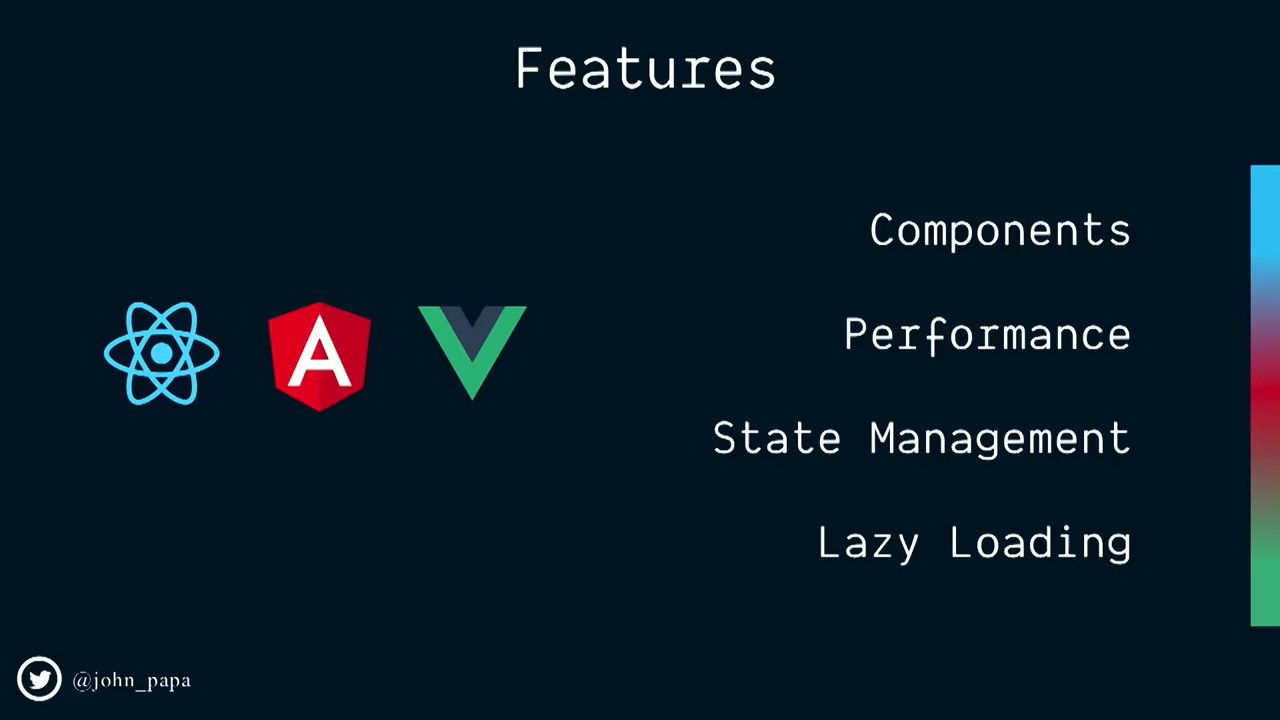 Features
Components
Performance
State Management
Lazy Loading
A
@john_papa